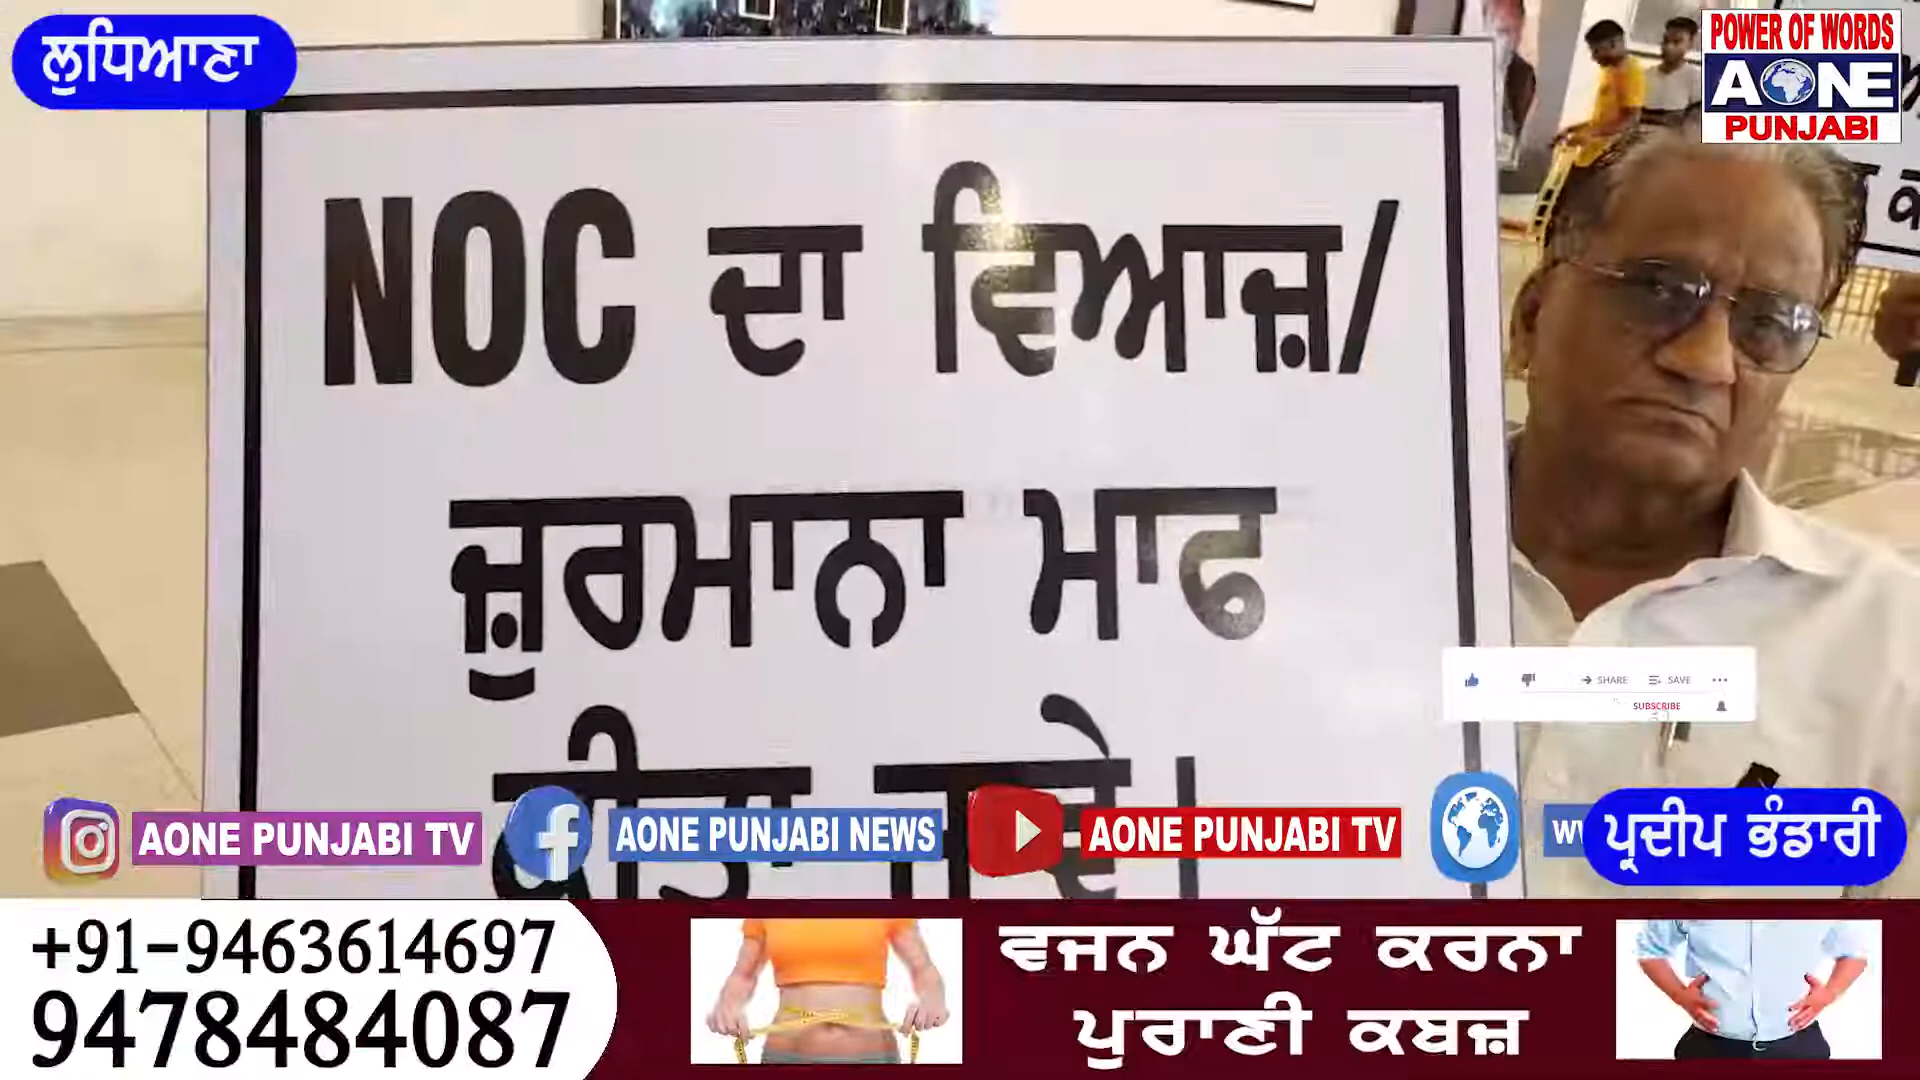 ਲੁਧਿਆਣਾ
POWER OF WORDS
AONE
PUNJABI
NOC ਦਾ ਵਿਆਜ਼/
ਜ਼ੁਰਮਾਨਾ ਮਾਫ
ਕੀਤਾ ਜਾਵੇ।
SHARE SAVE
SUBSCRIBE
AONE PUNJABI TV
AONE PUNJABI NEWS
AONE PUNJABI TV
ਪ੍ਰਦੀਪ ਭੰਡਾਰੀ
+91-9463614697
9478484087
ਵਜਨ ਘੱਟ ਕਰਨਾ
ਪੁਰਾਣੀ ਕਬਜ਼